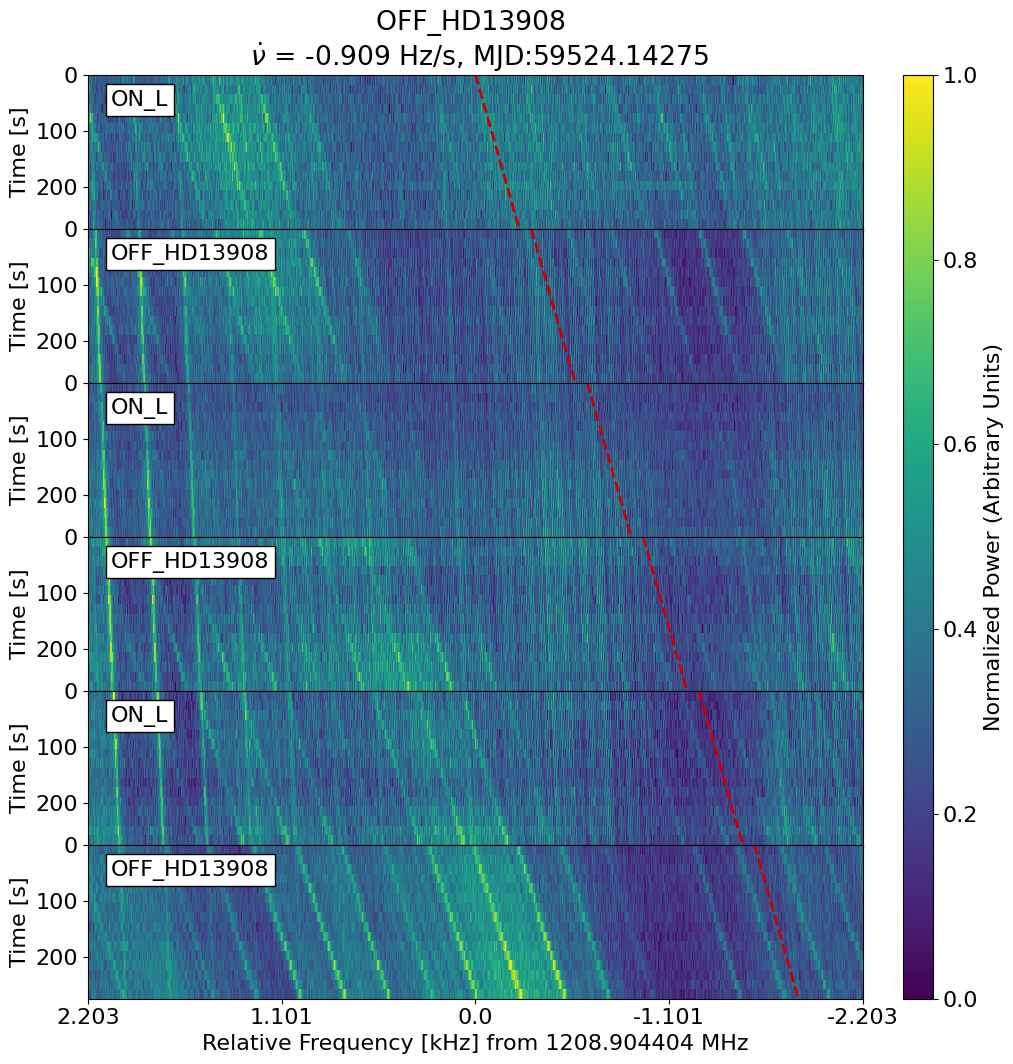 OFF_HD13908
ν̇ = -0.909 Hz/s, MJD:59524.14275
ON_L
OFF_HD13908
ON_L
OFF_HD13908
ON_L
OFF_HD13908
Time [s]
0
100
200
Time [s]
0
100
200
Time [s]
0
100
200
Time [s]
0
100
200
Time [s]
0
100
200
Time [s]
0
100
200
2.203 1.101 0.0 -1.101 -2.203
Relative Frequency [kHz] from 1208.904404 MHz
1.0
0.8
0.6
0.4
0.2
0.0
Normalized Power (Arbitrary Units)